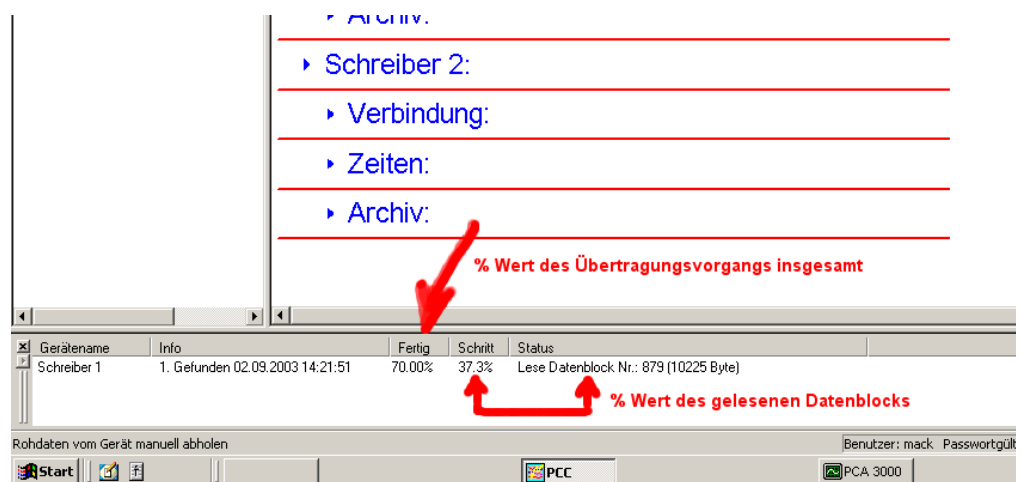 Archiv:
Schreiber 2:
Verbindung:
Zeiten:
Archiv:
% Wert des Übertragungsvorgangs insgesamt
Gerätename Info Fertig Schritt Status
Schreiber 1 1. Gefunden 02.09.2003 14:21:51 70.00% 37.3% Lese Datenblock Nr.: 879 (10225 Byte)
% Wert des gelesenen Datenblocks
Rohdaten vom Gerät manuell abholen Benutzer: mack Passwortgült
Start PCC PCA 3000